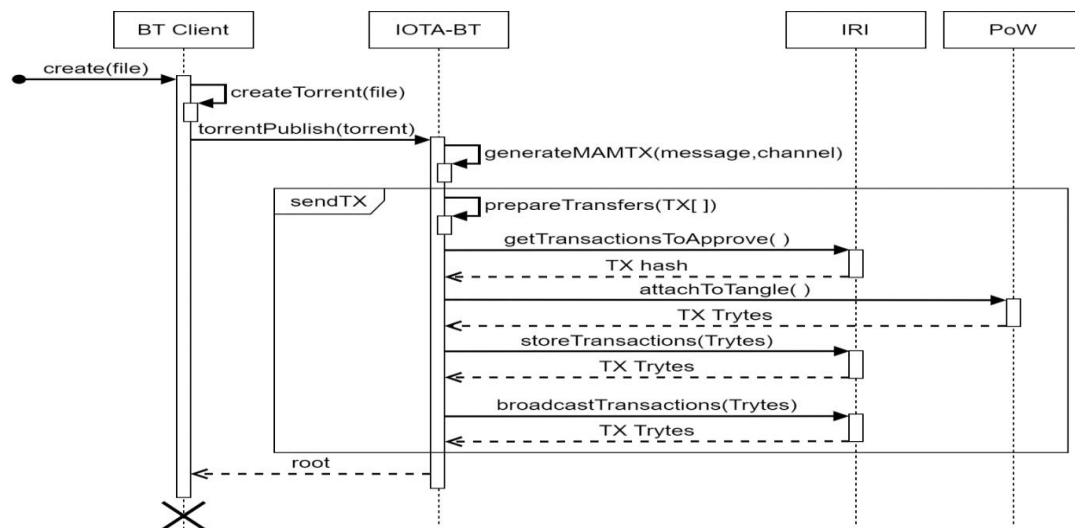 BT Client
IOTA-BT
IRI
PoW
create(file)
createTorrent(file)
torrentPublish(torrent)
generateMAMTX(message,channel)
sendTX
prepareTransfers(TX[ ])
getTransactionsToApprove( )
TX hash
attachToTangle( )
TX Trytes
storeTransactions(Trytes)
TX Trytes
broadcastTransactions(Trytes)
TX Trytes
root